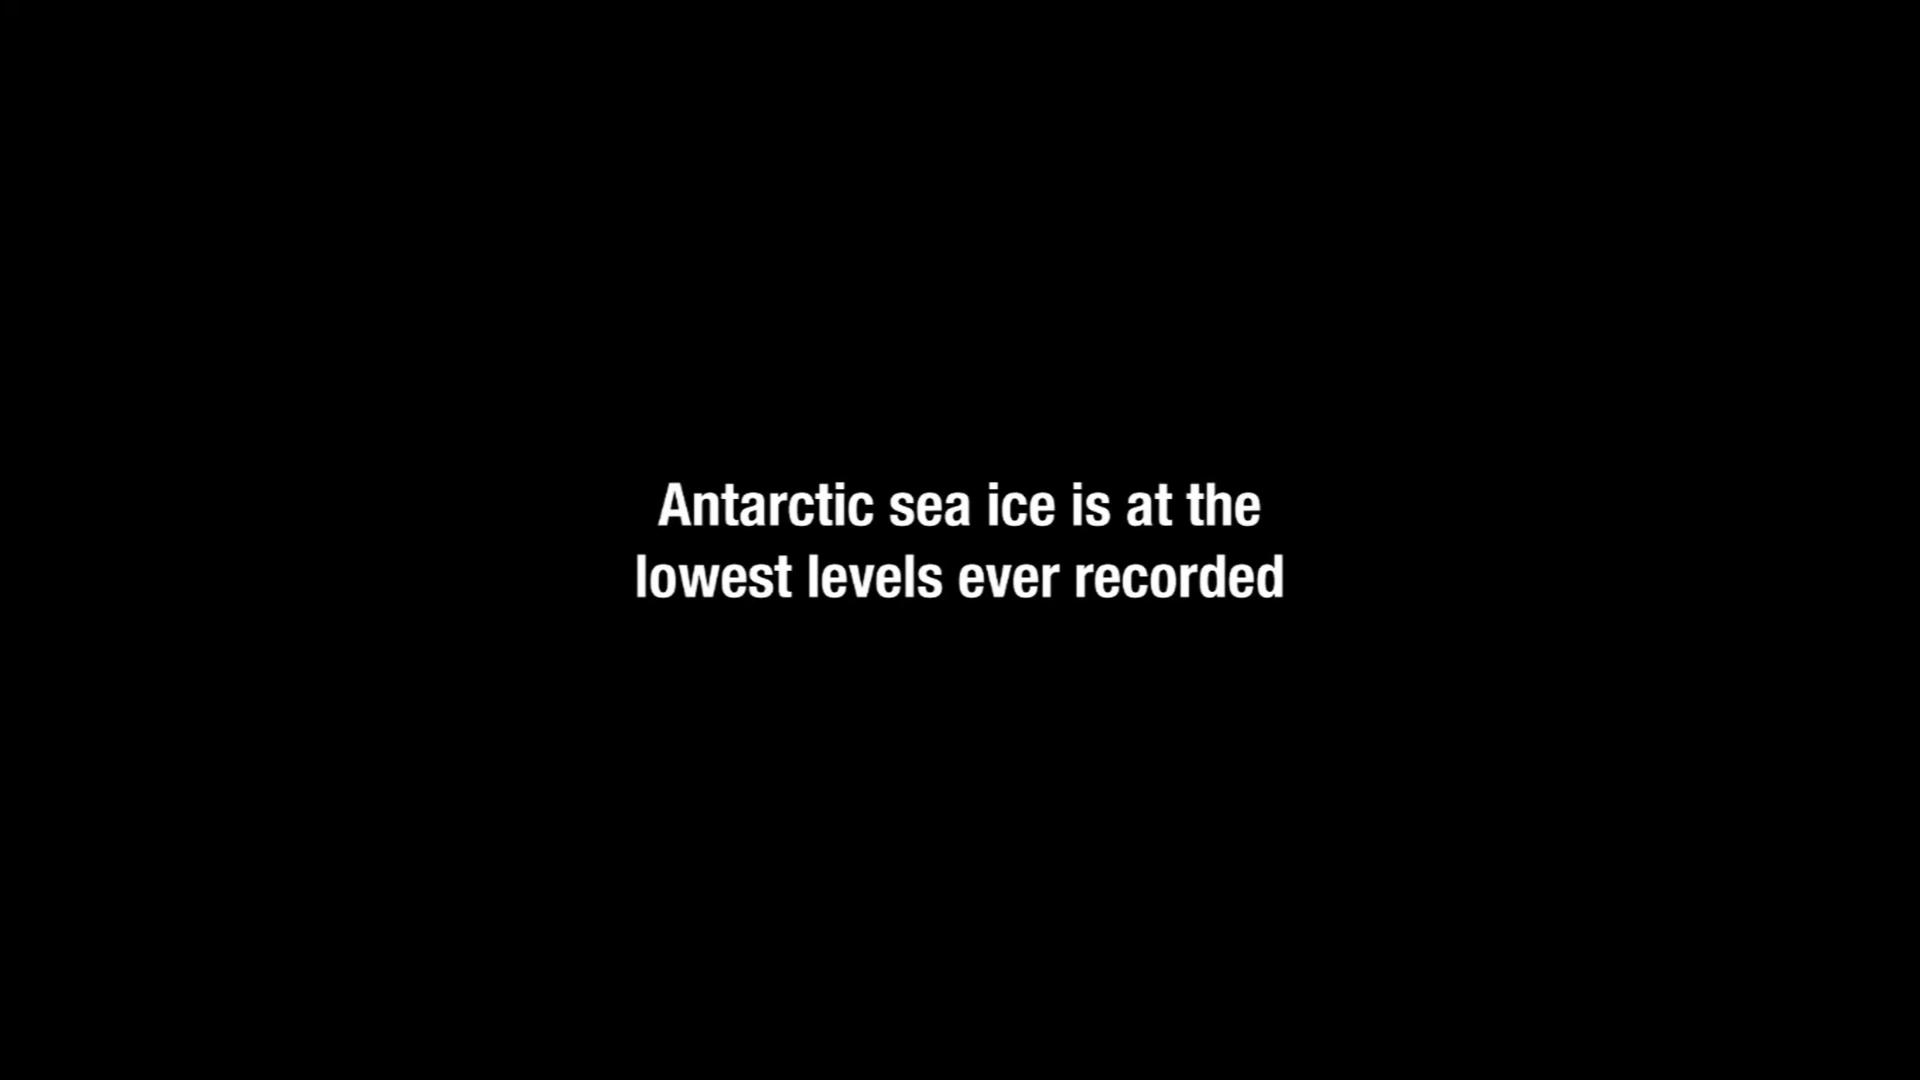 Antarctic sea ice is at the
lowest levels ever recorded